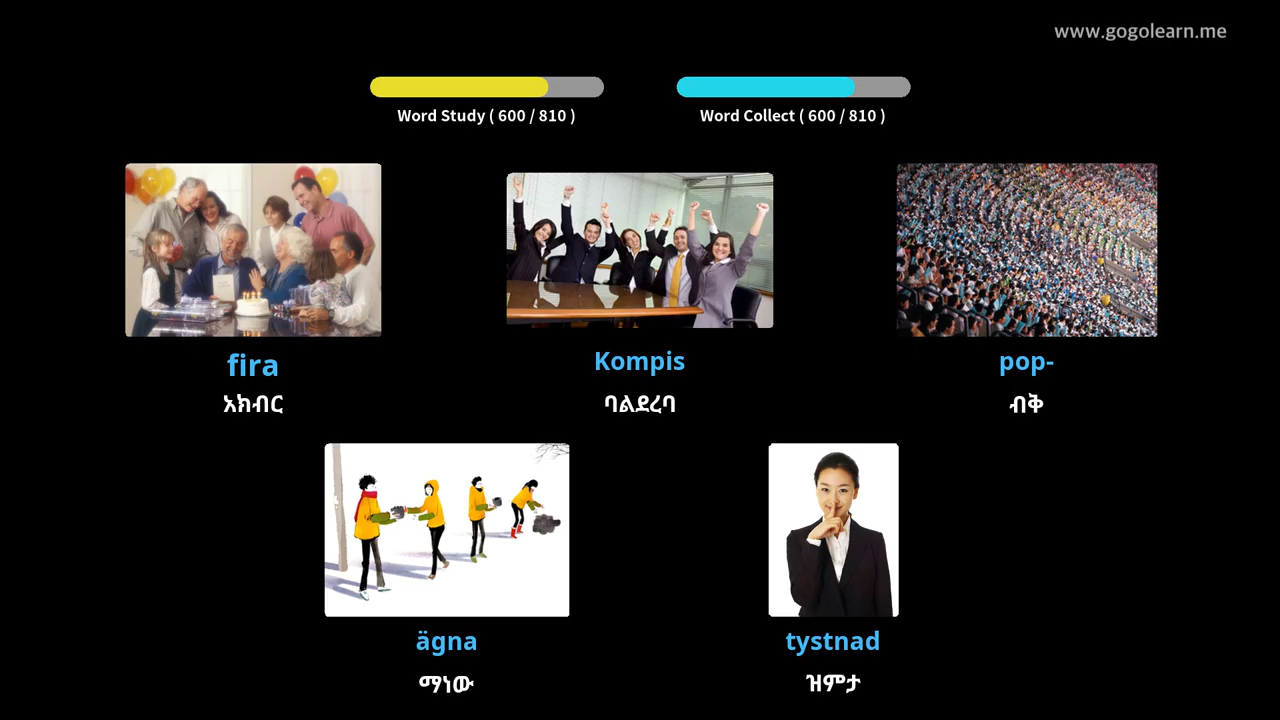 www.gogolearn.me
Word Study ( 600 / 810 )
Word Collect ( 600 / 810 )
fira
አክብር
Kompis
ባልደረባ
pop-
ብቅ
ägna
ማነው
tystnad
ዝምታ